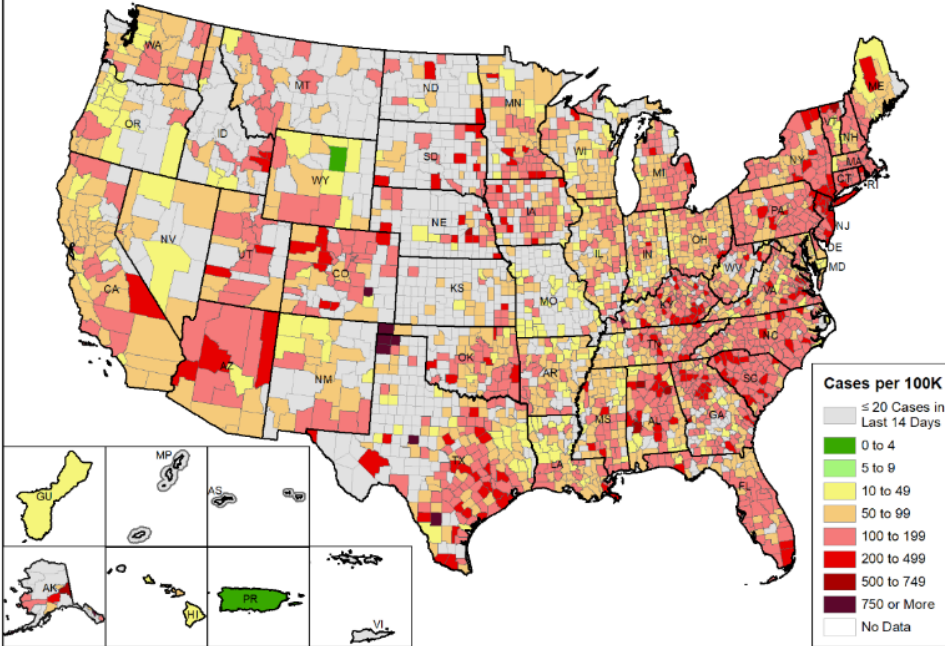 WA
MT
ND
MN
ME
OR
ID
SD
WI
VT
NH
WY
MI
NY
MA
CT
RI
IA
PA
NE
NJ
NV
UT
IL
IN
OH
DE
MD
CO
WV
CA
KS
MO
KY
VA
NC
TN
AZ
NM
OK
AR
SC
MS
AL
GA
TX
LA
FL
GU
MP
AS
AK
HI
PR
VI
Cases per 100K
≤ 20 Cases in
Last 14 Days
0 to 4
5 to 9
10 to 49
50 to 99
100 to 199
200 to 499
500 to 749
750 or More
No Data